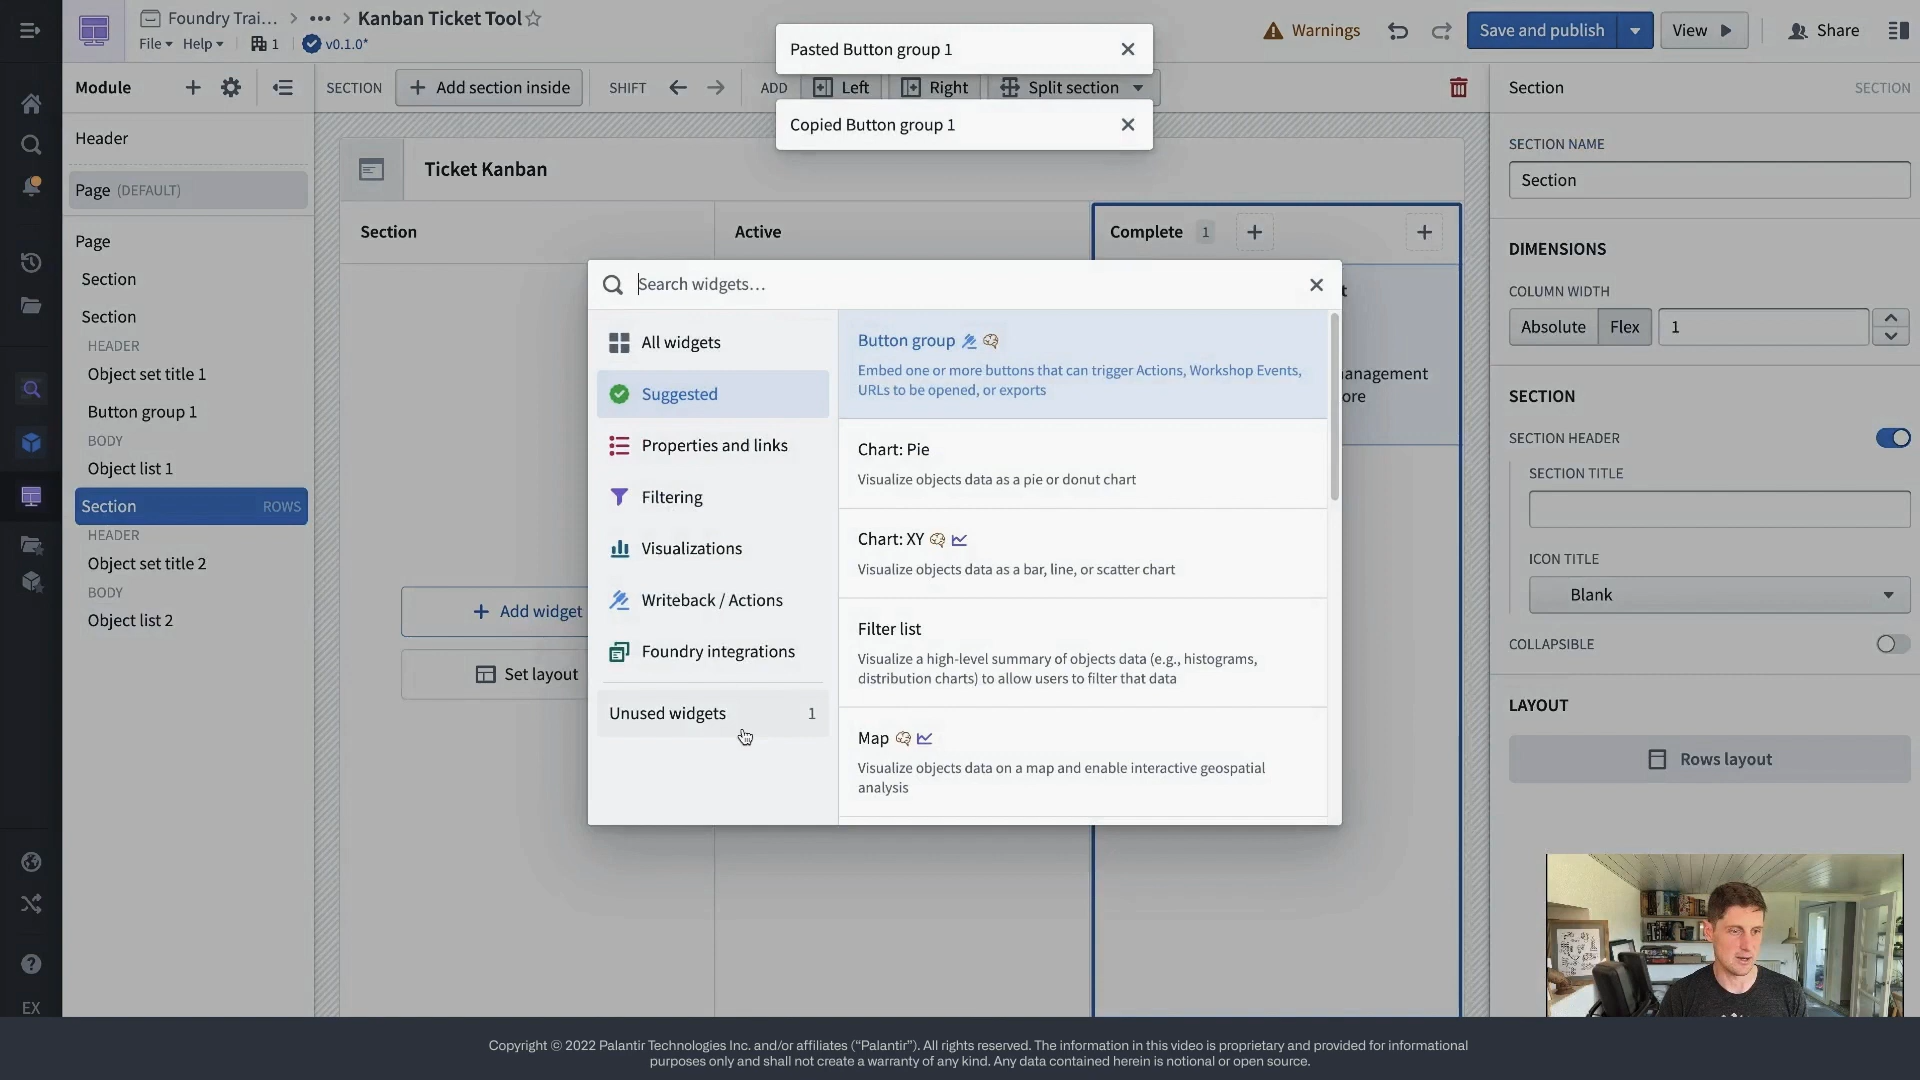 Foundry Trai... > ••• > Kanban Ticket Tool
File Help 1 v0.1.0*
Warnings
Save and publish
View
Share
Pasted Button group 1
Copied Button group 1
Module
SECTION
Add section inside
SHIFT
ADD
Left
Right
Split section
Section
SECTION
Header
Page (DEFAULT)
Page
Section
Section
HEADER
Object set title 1
Button group 1
BODY
Object list 1
Section ROWS
HEADER
Object set title 2
BODY
Object list 2
EX
Ticket Kanban
Section
Active
Complete 1
Add widget
Set layout
Search widgets...
All widgets
Suggested
Properties and links
Filtering
Visualizations
Writeback / Actions
Foundry integrations
Unused widgets 1
Button group
Embed one or more buttons that can trigger Actions, Workshop Events,
URLs to be opened, or exports
Chart: Pie
Visualize objects data as a pie or donut chart
Chart: XY
Visualize objects data as a bar, line, or scatter chart
Filter list
Visualize a high-level summary of objects data (e.g., histograms,
distribution charts) to allow users to filter that data
Map
Visualize objects data on a map and enable interactive geospatial
analysis
t
anagement
ore
SECTION NAME
Section
DIMENSIONS
COLUMN WIDTH
Absolute Flex 1
SECTION
SECTION HEADER
SECTION TITLE
ICON TITLE
Blank
COLLAPSIBLE
LAYOUT
Rows layout
Copyright © 2022 Palantir Technologies Inc. and/or affiliates (“Palantir”). All rights reserved. The information in this video is proprietary and provided for informational
purposes only and shall not create a warranty of any kind. Any data contained herein is notional or open source.